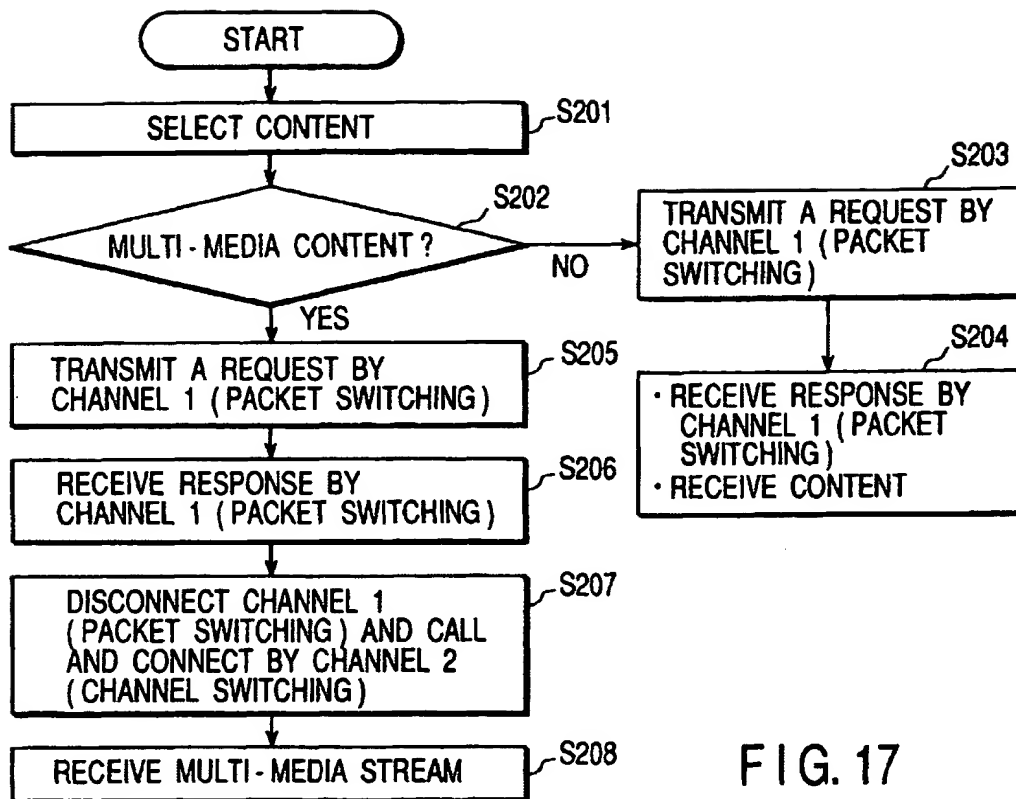 START
SELECT CONTENT
S201
MULTI-MEDIA CONTENT?
S202
NO
YES
TRANSMIT A REQUEST BY
CHANNEL 1 (PACKET
SWITCHING)
S203
· RECEIVE RESPONSE BY
CHANNEL 1 (PACKET
SWITCHING)
· RECEIVE CONTENT
S204
TRANSMIT A REQUEST BY
CHANNEL 1 (PACKET SWITCHING)
S205
RECEIVE RESPONSE BY
CHANNEL 1 (PACKET SWITCHING)
S206
DISCONNECT CHANNEL 1
(PACKET SWITCHING) AND CALL
AND CONNECT BY CHANNEL 2
(CHANNEL SWITCHING)
S207
RECEIVE MULTI-MEDIA STREAM
S208
FIG. 17